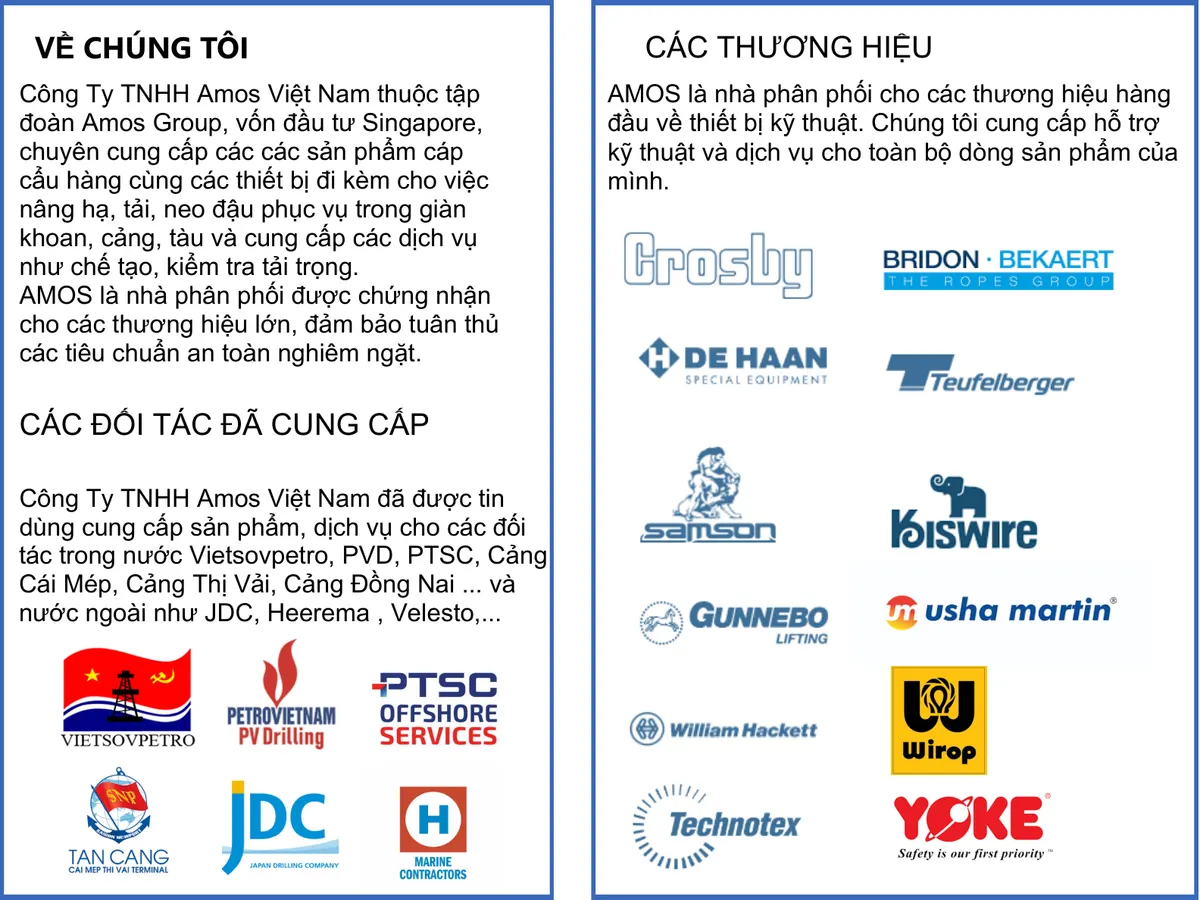 VỀ CHÚNG TÔI
Công Ty TNHH Amos Việt Nam thuộc tập
đoàn Amos Group, vốn đầu tư Singapore,
chuyên cung cấp các các sản phẩm cáp
cẩu hàng cùng các thiết bị đi kèm cho việc
nâng hạ, tải, neo đậu phục vụ trong giàn
khoan, cảng, tàu và cung cấp các dịch vụ
như chế tạo, kiểm tra tải trọng.
AMOS là nhà phân phối được chứng nhận
cho các thương hiệu lớn, đảm bảo tuân thủ
các tiêu chuẩn an toàn nghiêm ngặt.
CÁC ĐỐI TÁC ĐÃ CUNG CẤP
Công Ty TNHH Amos Việt Nam đã được tin
dùng cung cấp sản phẩm, dịch vụ cho các đối
tác trong nước Vietsovpetro, PVD, PTSC, Cảng
Cái Mép, Cảng Thị Vải, Cảng Đồng Nai ... và
nước ngoài như JDC, Heerema , Velesto,...
VIETSOVPETRO
PETROVIETNAM
PV Drilling
PTSC
OFFSHORE
SERVICES
SNP
TAN CANG
CAI MEP THI VAI TERMINAL
JDC
JAPAN DRILLING COMPANY
H
MARINE
CONTRACTORS
CÁC THƯƠNG HIỆU
AMOS là nhà phân phối cho các thương hiệu hàng
đầu về thiết bị kỹ thuật. Chúng tôi cung cấp hỗ trợ
kỹ thuật và dịch vụ cho toàn bộ dòng sản phẩm của
mình.
Crosby
BRIDON · BEKAERT
THE ROPES GROUP
H DE HAAN
SPECIAL EQUIPMENT
Teufelberger
SAMSON
KISWIRE
GUNNEBO
LIFTING
um usha martin®
William Hackett
W
Wirop
Technotex
YOKE®
Safety is our first priority™